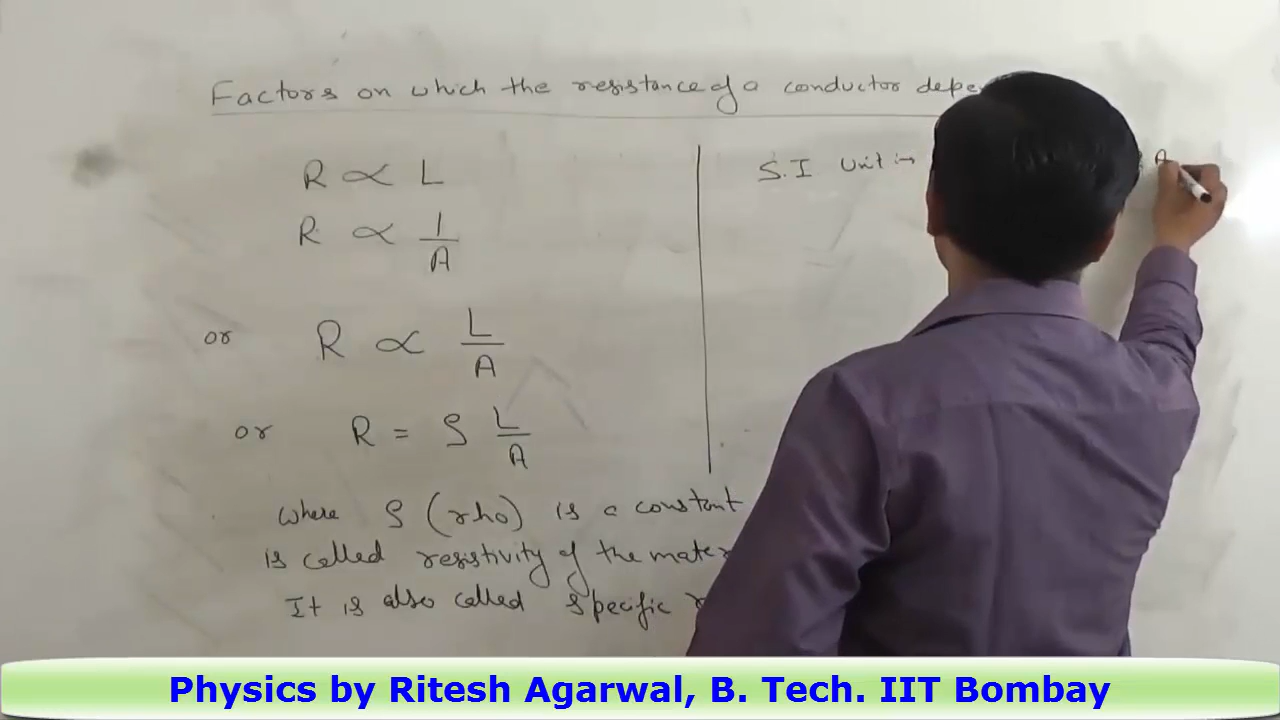 Factors on which the resistance of a conductor depe
R ∝ L
R ∝ 1/A
or R ∝ L/A
or R = ρ L/A
where ρ (rho) is a constant
is called resistivity of the mater
It is also called specific r
S.I Unit :→
A
Physics by Ritesh Agarwal, B. Tech. IIT Bombay